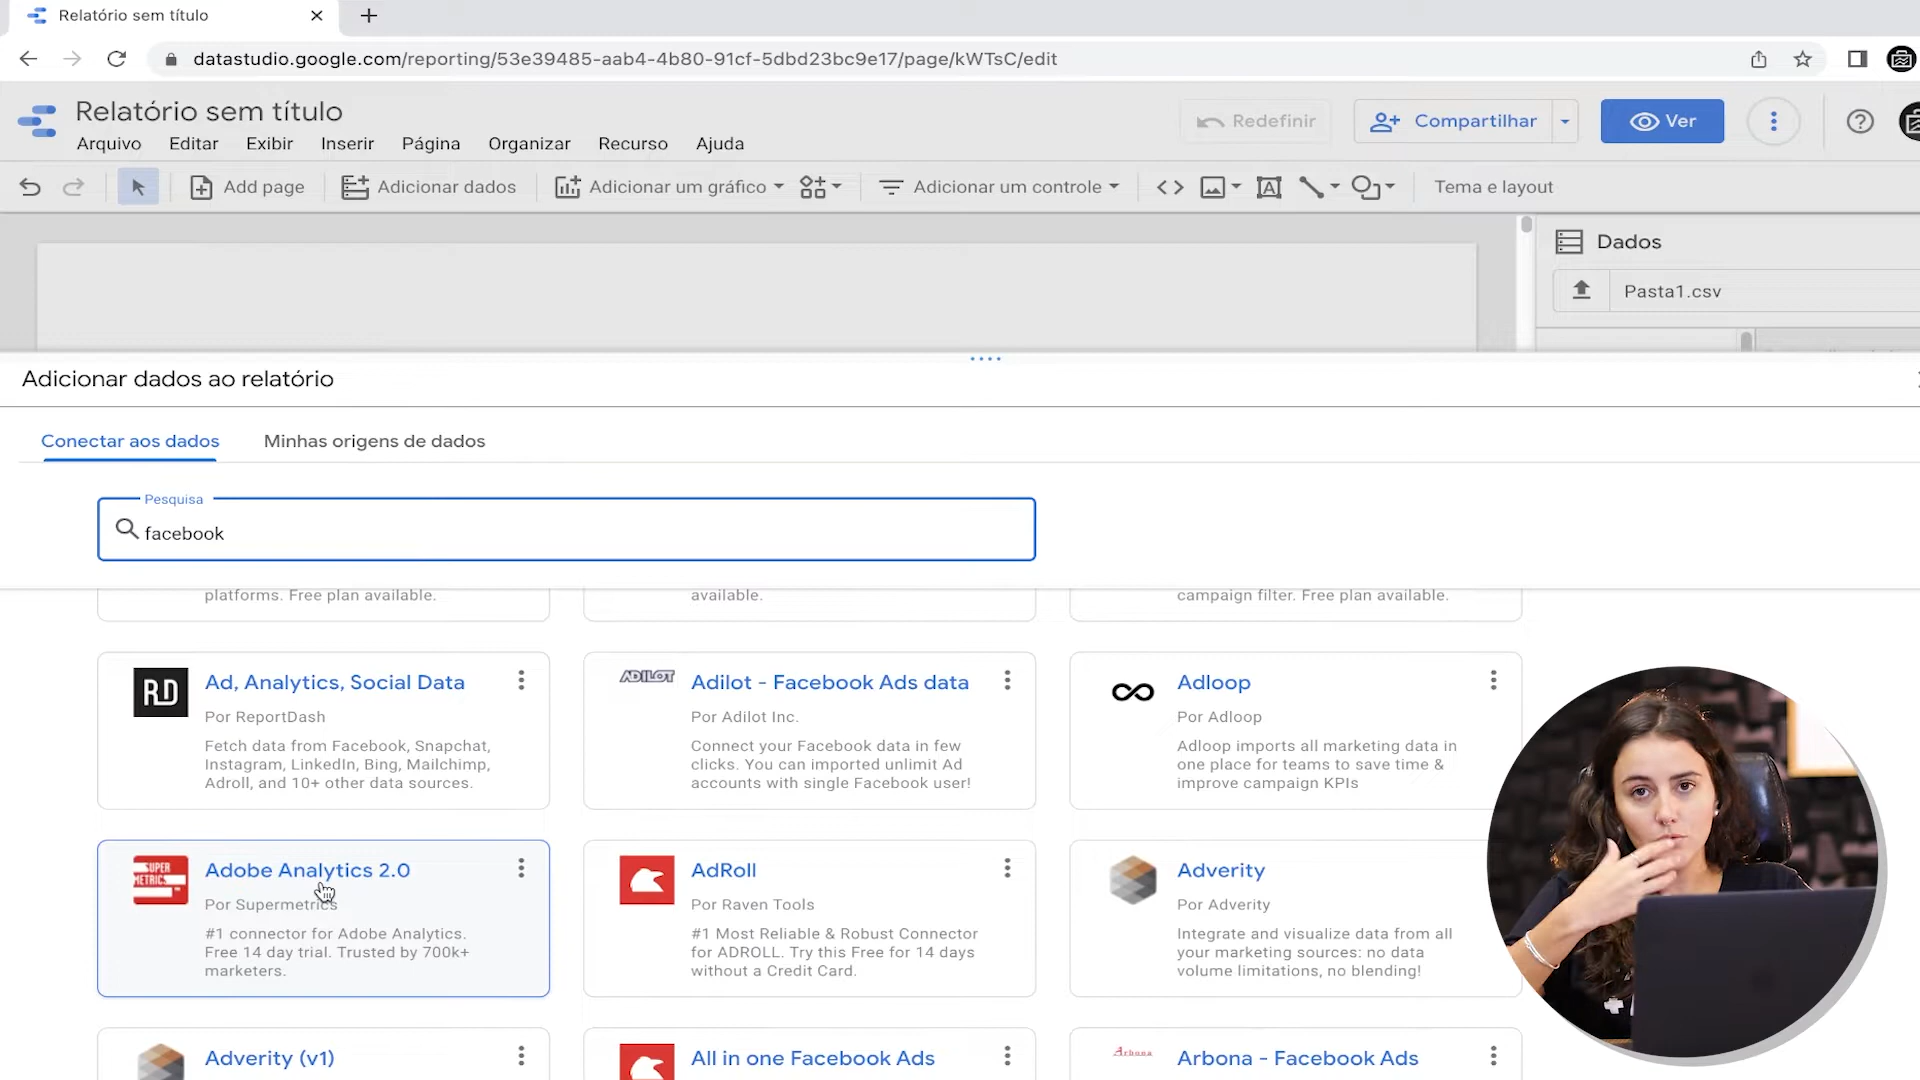 Relatório sem título
datastudio.google.com/reporting/53e39485-aab4-4b80-91cf-5dbd23bc9e17/page/kWTsC/edit
Relatório sem título
Arquivo Editar Exibir Inserir Página Organizar Recurso Ajuda
Redefinir
Compartilhar
Ver
Add page
Adicionar dados
Adicionar um gráfico
Adicionar um controle
Tema e layout
Dados
Pasta1.csv
Adicionar dados ao relatório
Conectar aos dados
Minhas origens de dados
Pesquisa
facebook
platforms. Free plan available.
available.
campaign filter. Free plan available.
RD
Ad, Analytics, Social Data
Por ReportDash
Fetch data from Facebook, Snapchat,
Instagram, LinkedIn, Bing, Mailchimp,
Adroll, and 10+ other data sources.
ADILOT
Adilot - Facebook Ads data
Por Adilot Inc.
Connect your Facebook data in few
clicks. You can imported unlimit Ad
accounts with single Facebook user!
Adloop
Por Adloop
Adloop imports all marketing data in
one place for teams to save time &
improve campaign KPIs
SUPER
METRICS
Adobe Analytics 2.0
Por Supermetrics
#1 connector for Adobe Analytics.
Free 14 day trial. Trusted by 700k+
marketers.
AdRoll
Por Raven Tools
#1 Most Reliable & Robust Connector
for ADROLL. Try this Free for 14 days
without a Credit Card.
Adverity
Por Adverity
Integrate and visualize data from all
your marketing sources: no data
volume limitations, no blending!
Adverity (v1)
All in one Facebook Ads
Arbona
Arbona - Facebook Ads